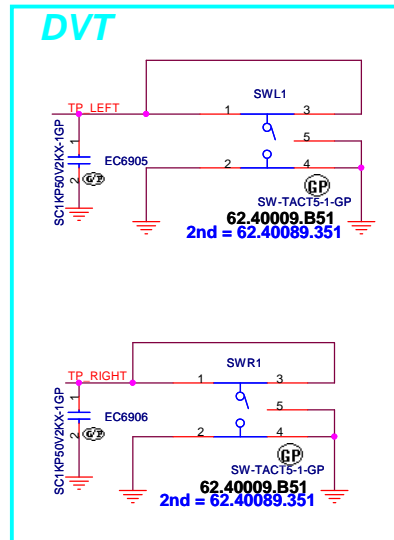 DVT
TP_LEFT
SWL1
1
3
1
5
SC1KP50V2KX-1GP
EC6905
2
4
2
G/P
GP
SW-TACT5-1-GP
62.40009.B51
2nd = 62.40089.351
TP_RIGHT
SWR1
1
3
1
5
SC1KP50V2KX-1GP
EC6906
2
4
2
G/P
GP
SW-TACT5-1-GP
62.40009.B51
2nd = 62.40089.351